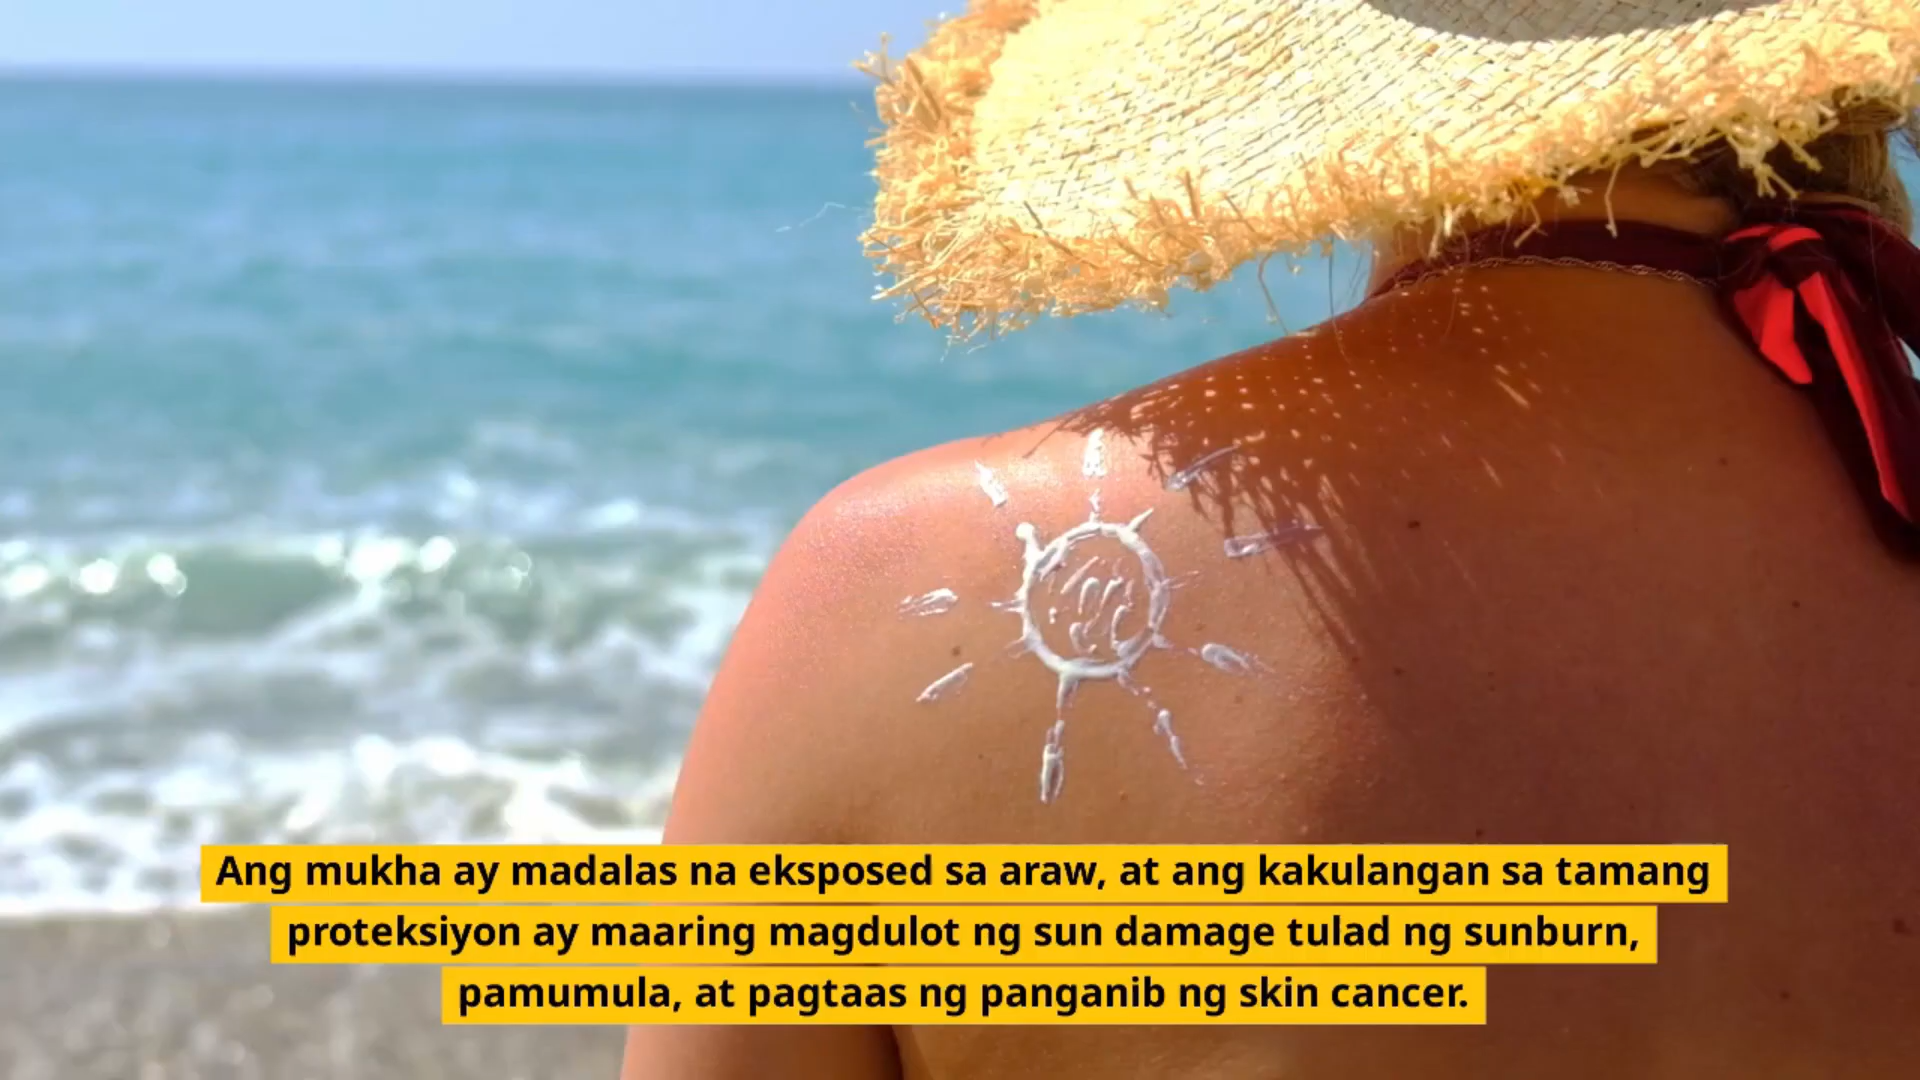 Ang mukha ay madalas na eksposed sa araw, at ang kakulangan sa tamang
proteksiyon ay maaring magdulot ng sun damage tulad ng sunburn,
pamumula, at pagtaas ng panganib ng skin cancer.